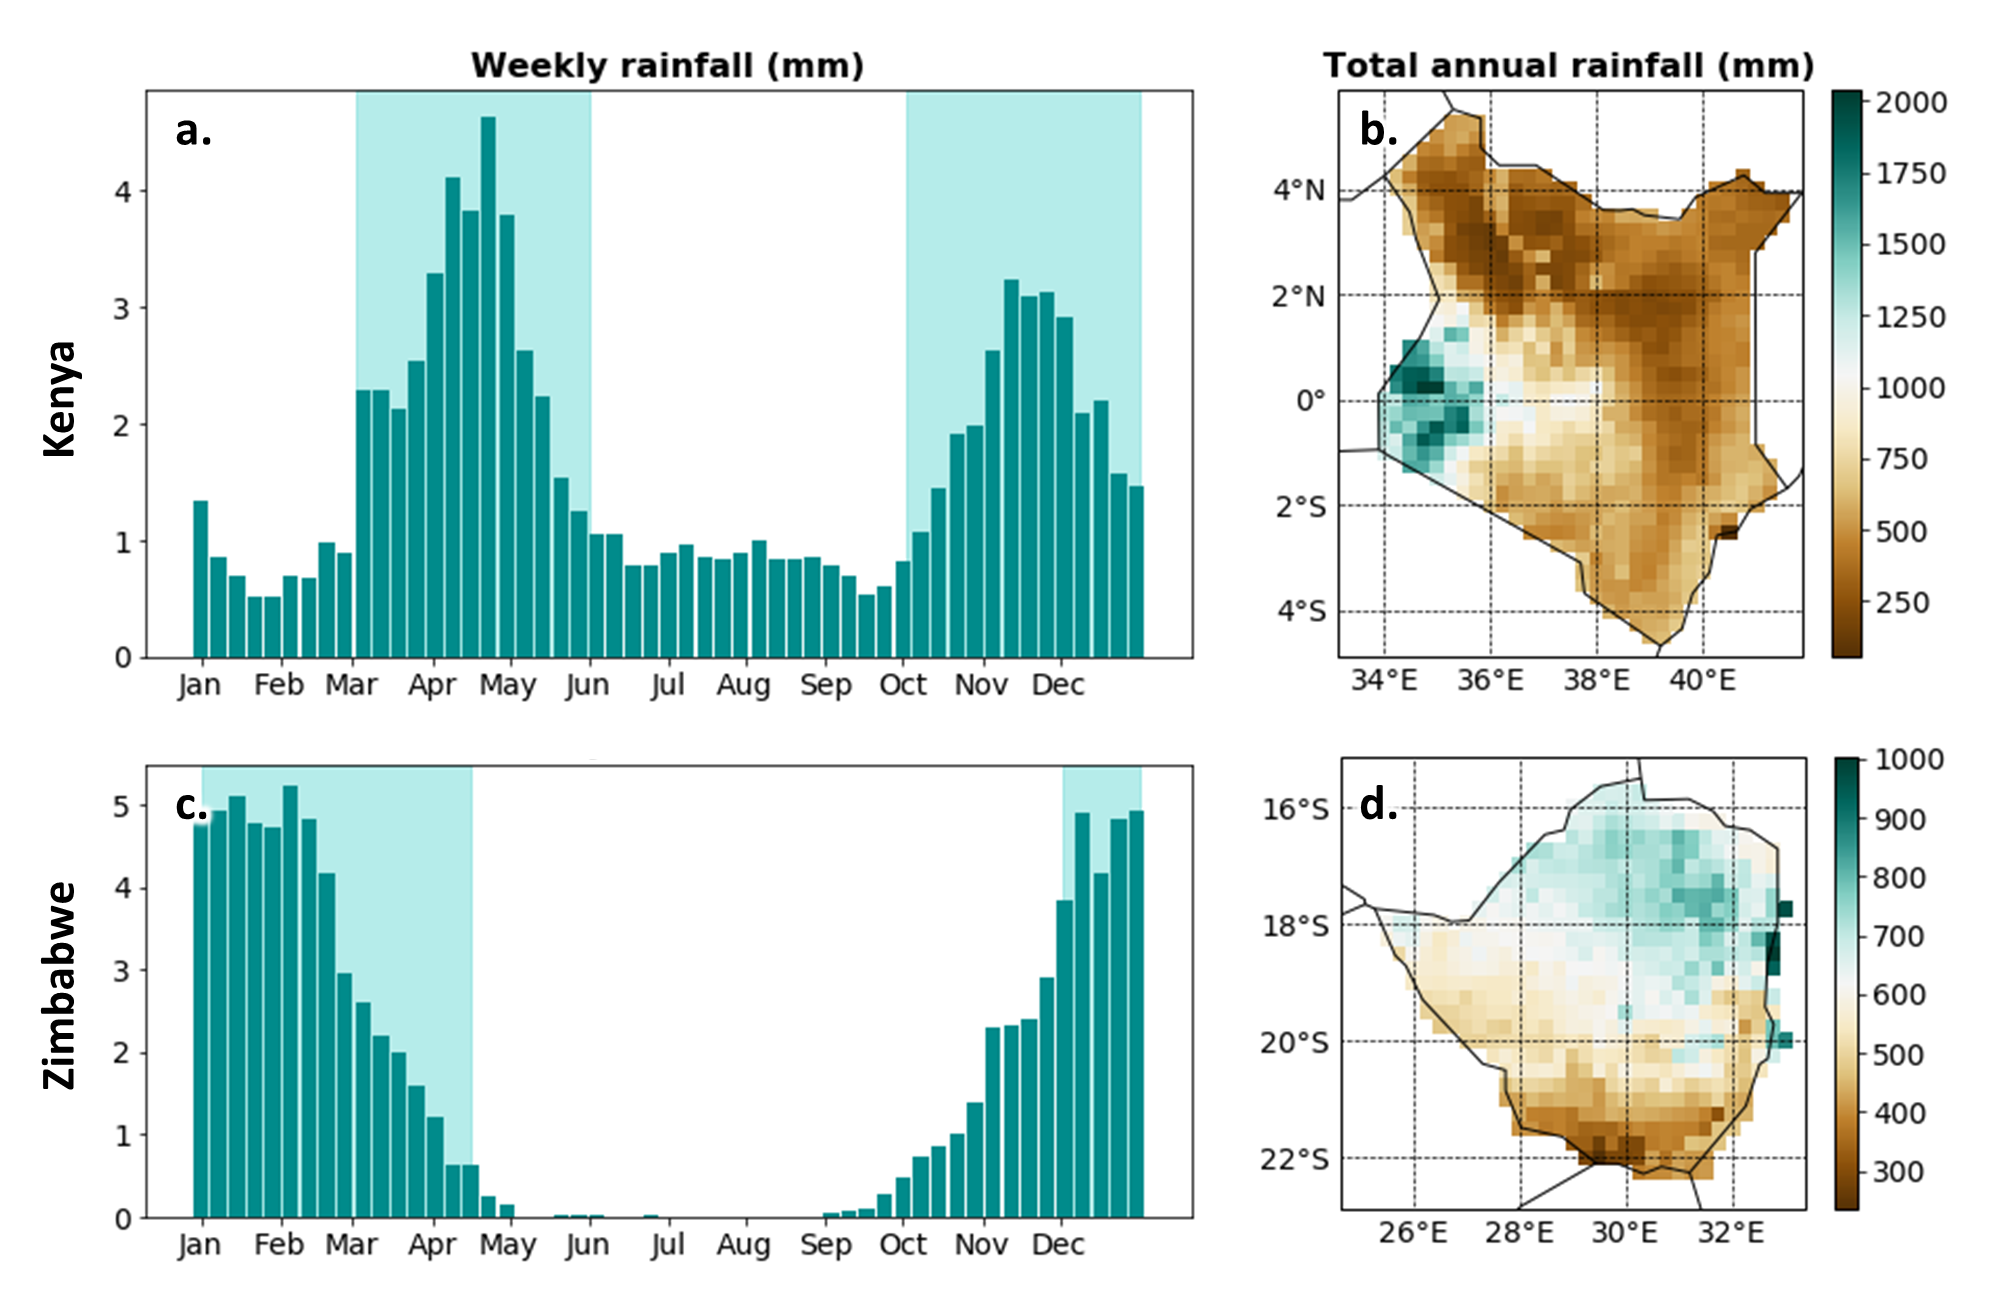 Weekly rainfall (mm)
Total annual rainfall (mm)
Kenya
a.
4
3
2
1
0
Jan Feb Mar Apr May Jun Jul Aug Sep Oct Nov Dec
b.
4°N
2°N
0°
2°S
4°S
34°E 36°E 38°E 40°E
2000
1750
1500
1250
1000
750
500
250
Zimbabwe
c.
5
4
3
2
1
0
Jan Feb Mar Apr May Jun Jul Aug Sep Oct Nov Dec
d.
16°S
18°S
20°S
22°S
26°E 28°E 30°E 32°E
1000
900
800
700
600
500
400
300